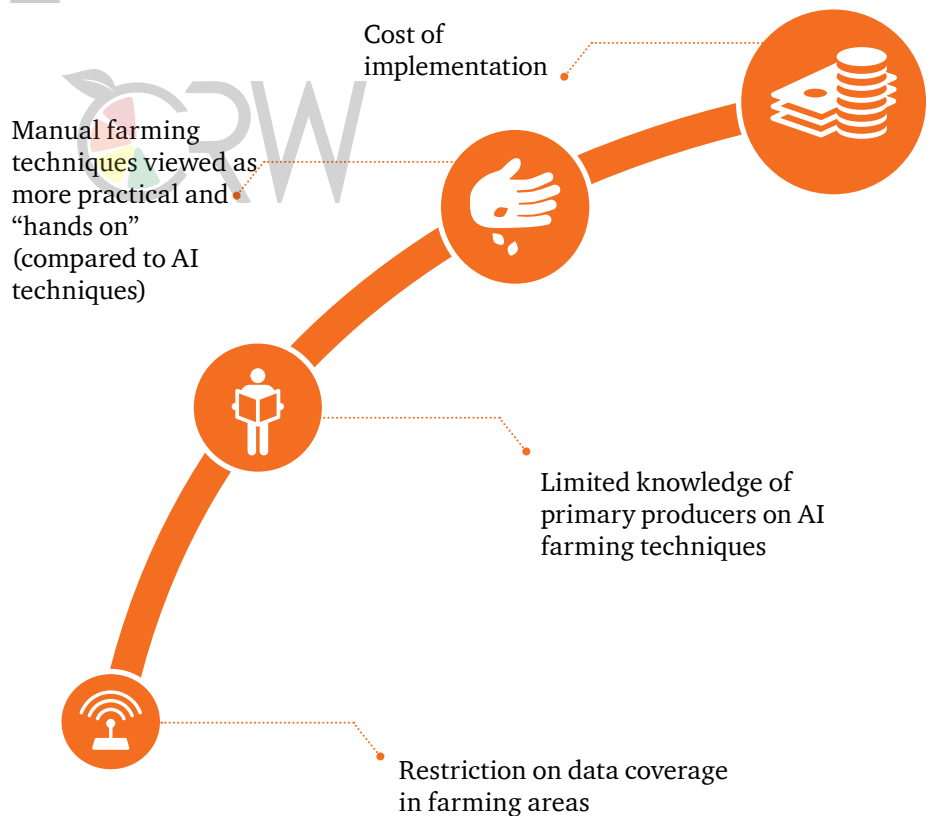 Cost of
implementation
CRW
Manual farming
techniques viewed as
more practical and
“hands on”
(compared to AI
techniques)
Limited knowledge of
primary producers on AI
farming techniques
Restriction on data coverage
in farming areas